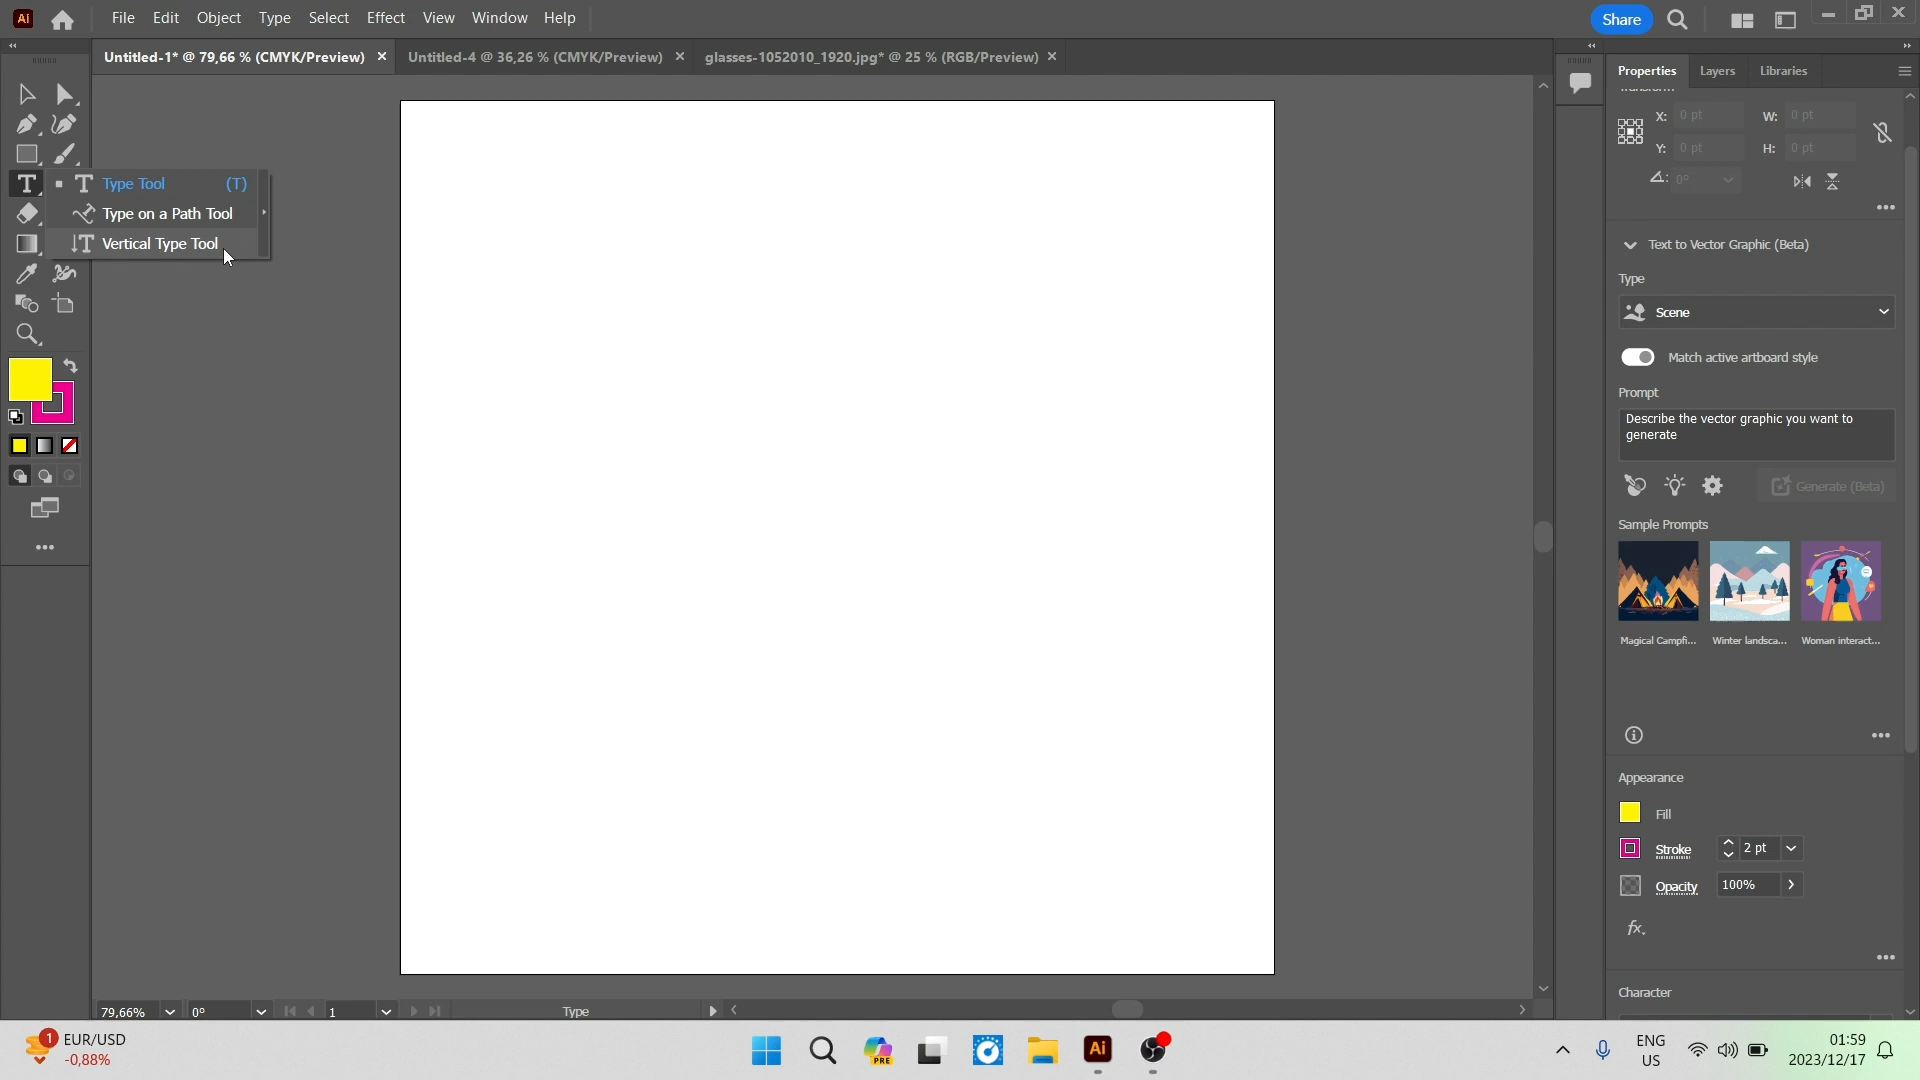 Ai File Edit Object Type Select Effect View Window Help Share
Untitled-1* @ 79,66 % (CMYK/Preview) Untitled-4 @ 36,26 % (CMYK/Preview) glasses-1052010_1920.jpg* @ 25 % (RGB/Preview)
Properties Layers Libraries
Transform
X: 0 pt W: 0 pt
Y: 0 pt H: 0 pt
0°
Type Tool (T)
Type on a Path Tool
Vertical Type Tool
Text to Vector Graphic (Beta)
Type
Scene
Match active artboard style
Prompt
Describe the vector graphic you want to
generate
Generate (Beta)
Sample Prompts
Magical Campfi... Winter landsca... Woman interact...
Appearance
Fill
Stroke 2 pt
Opacity 100%
fx.
Character
79,66% 0° 1 Type
1 EUR/USD
-0,88%
PRE
Ai
ENG
US
01:59
2023/12/17